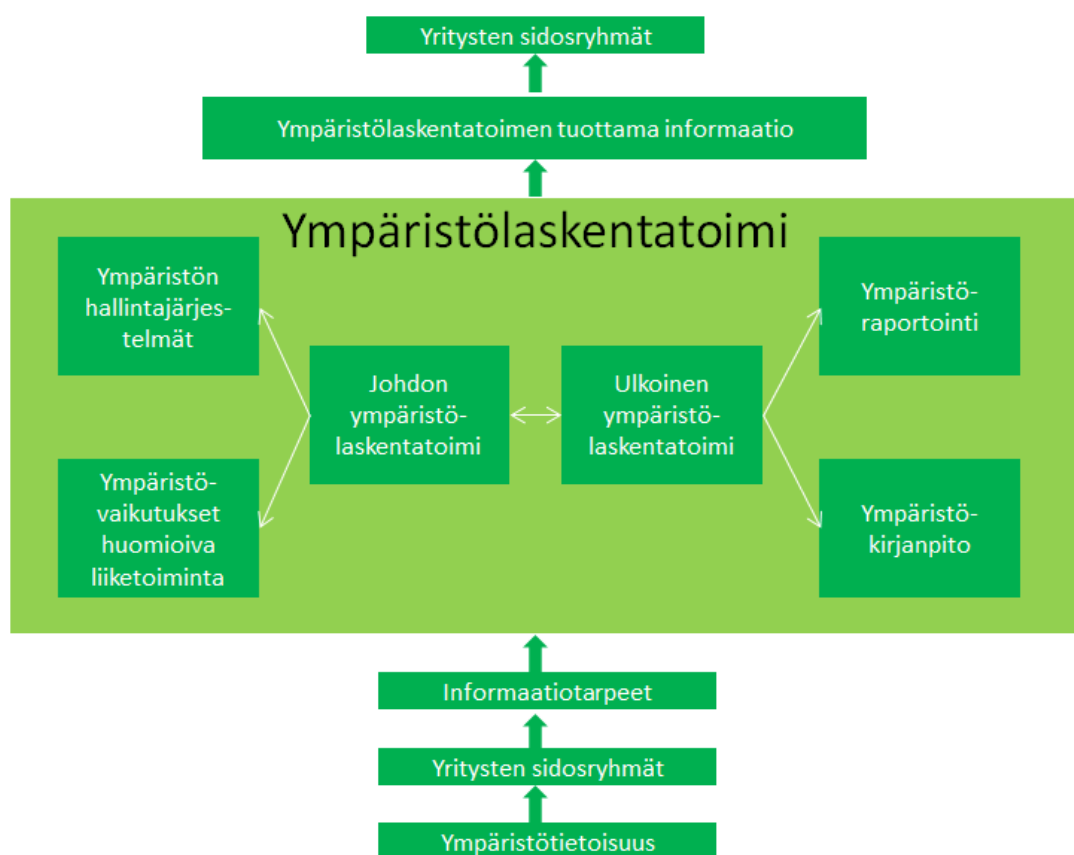 Yritysten sidosryhmät
Ympäristölaskentatoimen tuottama informaatio
Ympäristölaskentatoimi
Ympäristön
hallintajärjes-
telmät
Ympäristö-
raportointi
Johdon
ympäristö-
laskentatoimi
Ulkoinen
ympäristö-
laskentatoimi
Ympäristö-
vaikutukset
huomioiva
liiketoiminta
Ympäristö-
kirjanpito
Informaatiotarpeet
Yritysten sidosryhmät
Ympäristötietoisuus